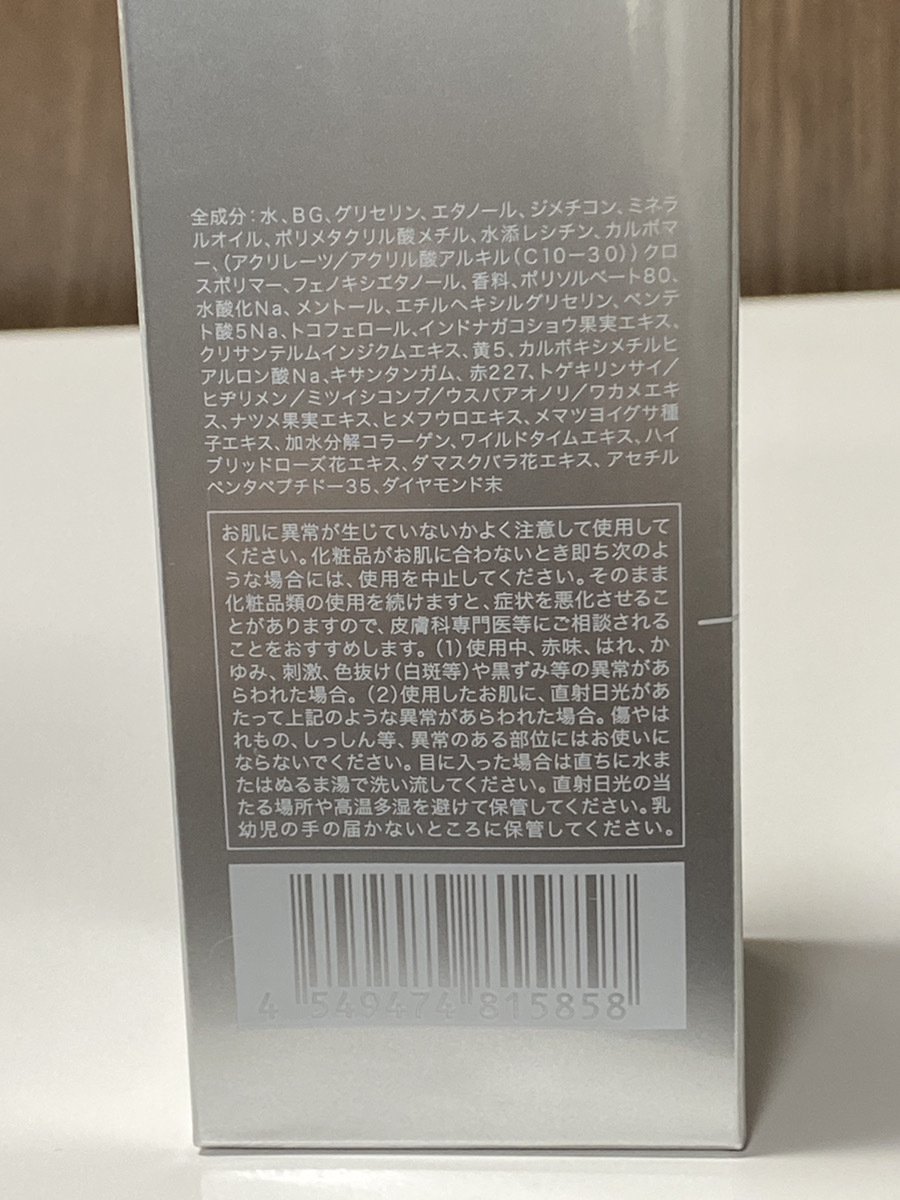 全成分：水、BG、グリセリン、エタノール、ジメチコン、ミネラ
ルオイル、ポリメタクリル酸メチル、水添レシチン、カルボマ
ー、（アクリレーツ／アクリル酸アルキル（C10－30））クロ
スポリマー、フェノキシエタノール、香料、ポリソルベート80、
水酸化Na、メントール、エチルヘキシルグリセリン、ペンテ
ト酸5Na、トコフェロール、インドナガコショウ果実エキス、
クリサンテルムインジクムエキス、黄5、カルボキシメチルヒ
アルロン酸Na、キサンタンガム、赤227、トゲキリンサイ／
ヒヂリメン／ミツイシコンブ／ウスバアオノリ／ワカメエキ
ス、ナツメ果実エキス、ヒメフウロエキス、メマツヨイグサ種
子エキス、加水分解コラーゲン、ワイルドタイムエキス、ハイ
ブリッドローズ花エキス、ダマスクバラ花エキス、アセチル
ペンタペプチド－35、ダイヤモンド末
お肌に異常が生じていないかよく注意して使用して
ください。化粧品がお肌に合わないとき即ち次のよ
うな場合には、使用を中止してください。そのまま
化粧品類の使用を続けますと、症状を悪化させるこ
とがありますので、皮膚科専門医等にご相談される
ことをおすすめします。（1）使用中、赤味、はれ、か
ゆみ、刺激、色抜け（白斑等）や黒ずみ等の異常があ
らわれた場合。（2）使用したお肌に、直射日光があ
たって上記のような異常があらわれた場合。傷やは
れもの、しっしん等、異常のある部位にはお使いに
ならないでください。目に入った場合は直ちに水ま
たはぬるま湯で洗い流してください。直射日光の当
たる場所や高温多湿を避けて保管してください。乳
幼児の手の届かないところに保管してください。
4 549474 815858